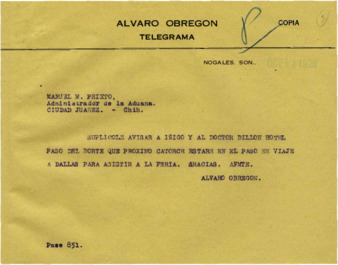 ALVARO OBREGON
COPIA
TELEGRAMA
NOGALES, SON.,
MANUEL M. PRIETO,
Administrador de la Aduana.
CIUDAD JUAREZ. - Chih.
SUPLICOLE AVISAR A IÑIGO Y AL DOCTOR DILLON HOTEL
PASO DEL NORTE QUE PROXIMO CATORCE ESTARE EN EL PASO EN VIAJE
A DALLAS PARA ASISTIR A LA FERIA. GRACIAS. AFMTE.
ALVARO OBREGON.
Pase 851.